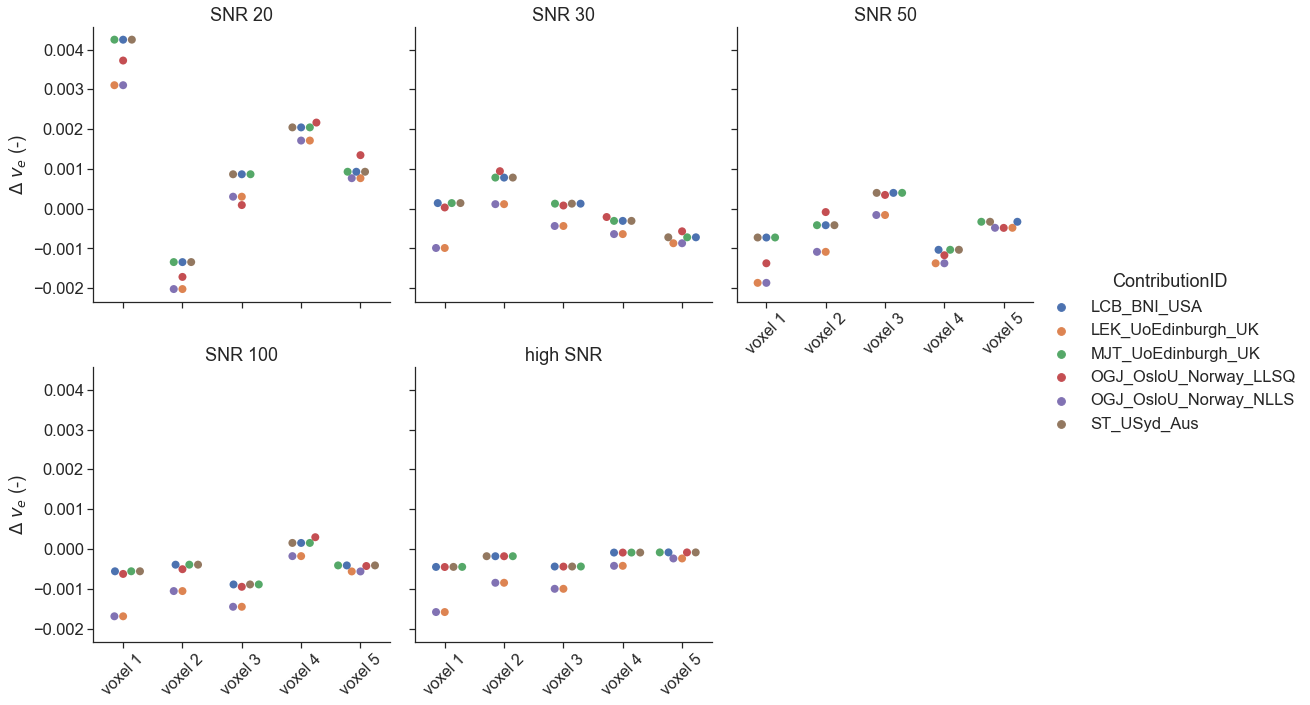 SNR 20
SNR 30
SNR 50
0.004
0.003
0.002
0.001
0.000
−0.001
−0.002
Δ vₑ (-)
voxel 1
voxel 2
voxel 3
voxel 4
voxel 5
ContributionID
LCB_BNI_USA
LEK_UoEdinburgh_UK
MJT_UoEdinburgh_UK
OGJ_OsloU_Norway_LLSQ
OGJ_OsloU_Norway_NLLS
ST_USyd_Aus
SNR 100
high SNR
0.004
0.003
0.002
0.001
0.000
−0.001
−0.002
Δ vₑ (-)
voxel 1
voxel 2
voxel 3
voxel 4
voxel 5
voxel 1
voxel 2
voxel 3
voxel 4
voxel 5